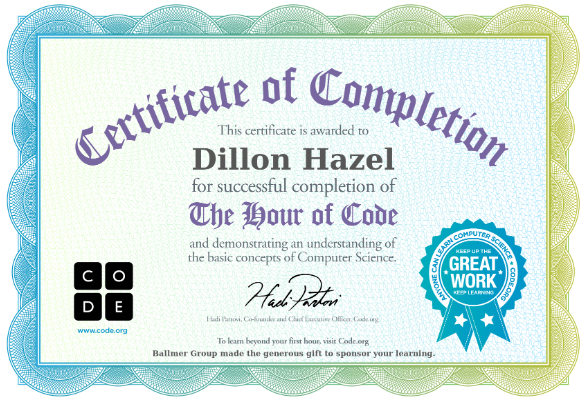 Certificate of Completion
This certificate is awarded to
Dillon Hazel
for successful completion of
The Hour of Code
and demonstrating an understanding of
the basic concepts of Computer Science.
C O
D E
www.code.org
Hadi Partovi
Hadi Partovi, Co-founder and Chief Executive Officer, Code.org
ANYONE CAN LEARN COMPUTER SCIENCE • CODE.ORG
KEEP UP THE
GREAT
WORK
KEEP LEARNING
To learn beyond your first hour, visit Code.org
Ballmer Group made the generous gift to sponsor your learning.